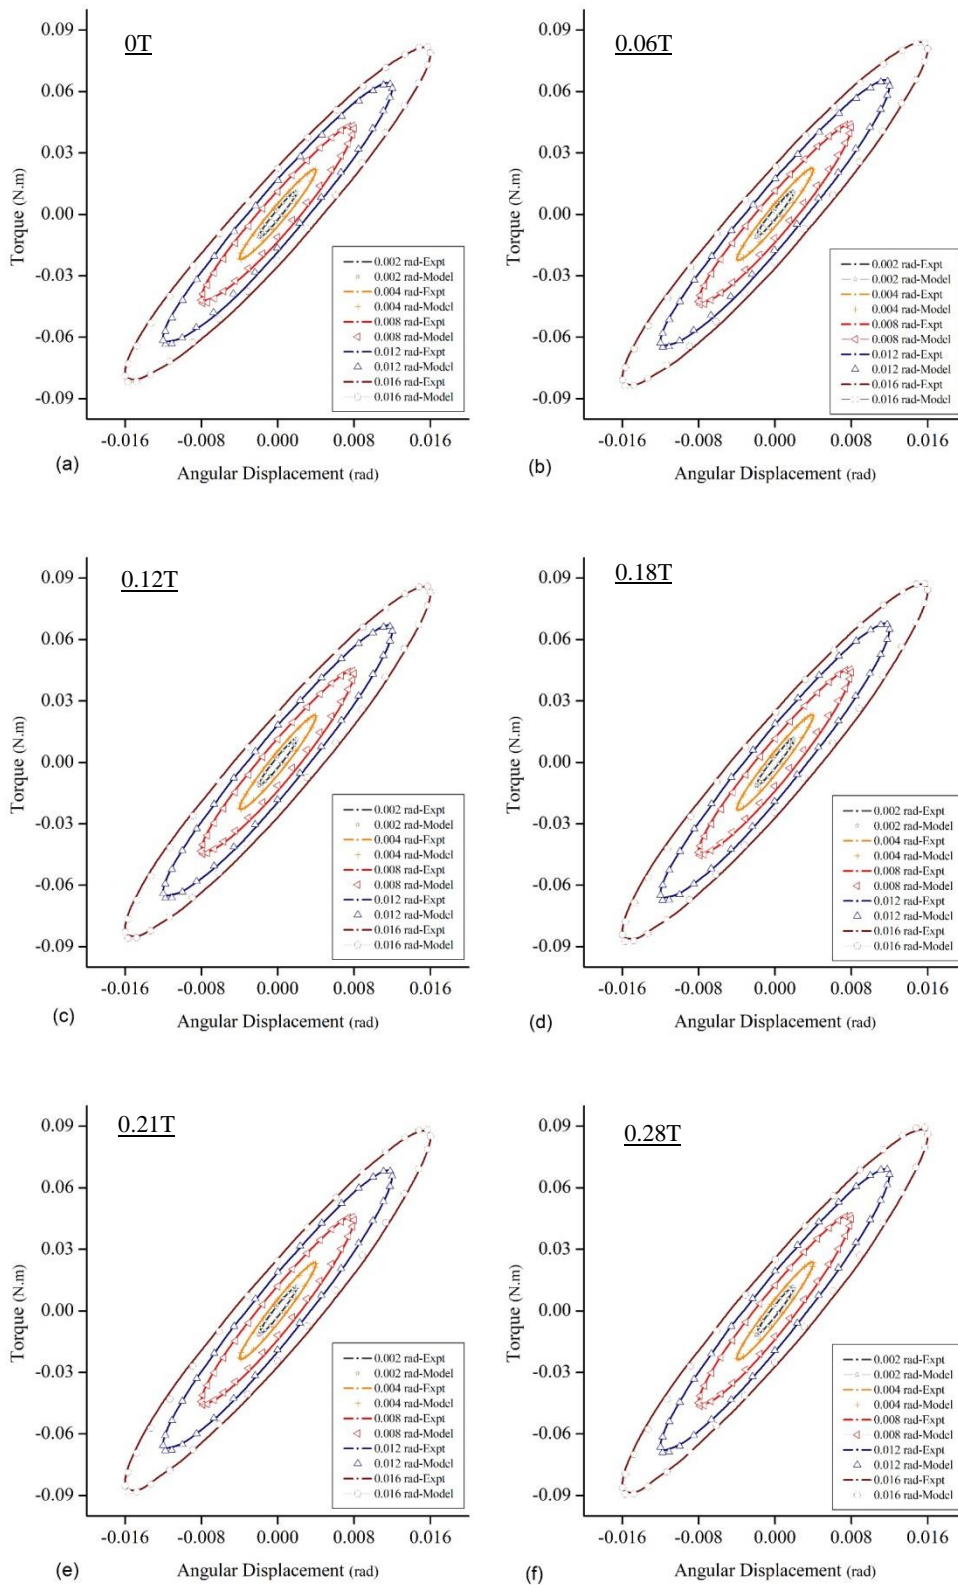 0T
Torque (N.m)
0.09
0.06
0.03
0.00
-0.03
-0.06
-0.09
0.002 rad-Expt
0.002 rad-Model
0.004 rad-Expt
0.004 rad-Model
0.008 rad-Expt
0.008 rad-Model
0.012 rad-Expt
0.012 rad-Model
0.016 rad-Expt
0.016 rad-Model
-0.016 -0.008 0.000 0.008 0.016
(a)
Angular Displacement (rad)
0.06T
Torque (N.m)
0.09
0.06
0.03
0.00
-0.03
-0.06
-0.09
0.002 rad-Expt
0.002 rad-Model
0.004 rad-Expt
0.004 rad-Model
0.008 rad-Expt
0.008 rad-Model
0.012 rad-Expt
0.012 rad-Model
0.016 rad-Expt
0.016 rad-Model
-0.016 -0.008 0.000 0.008 0.016
(b)
Angular Displacement (rad)
0.12T
Torque (N.m)
0.09
0.06
0.03
0.00
-0.03
-0.06
-0.09
0.002 rad-Expt
0.002 rad-Model
0.004 rad-Expt
0.004 rad-Model
0.008 rad-Expt
0.008 rad-Model
0.012 rad-Expt
0.012 rad-Model
0.016 rad-Expt
0.016 rad-Model
-0.016 -0.008 0.000 0.008 0.016
(c)
Angular Displacement (rad)
0.18T
Torque (N.m)
0.09
0.06
0.03
0.00
-0.03
-0.06
-0.09
0.002 rad-Expt
0.002 rad-Model
0.004 rad-Expt
0.004 rad-Model
0.008 rad-Expt
0.008 rad-Model
0.012 rad-Expt
0.012 rad-Model
0.016 rad-Expt
0.016 rad-Model
-0.016 -0.008 0.000 0.008 0.016
(d)
Angular Displacement (rad)
0.21T
Torque (N.m)
0.09
0.06
0.03
0.00
-0.03
-0.06
-0.09
0.002 rad-Expt
0.002 rad-Model
0.004 rad-Expt
0.004 rad-Model
0.008 rad-Expt
0.008 rad-Model
0.012 rad-Expt
0.012 rad-Model
0.016 rad-Expt
0.016 rad-Model
-0.016 -0.008 0.000 0.008 0.016
(e)
Angular Displacement (rad)
0.28T
Torque (N.m)
0.09
0.06
0.03
0.00
-0.03
-0.06
-0.09
0.002 rad-Expt
0.002 rad-Model
0.004 rad-Expt
0.004 rad-Model
0.008 rad-Expt
0.008 rad-Model
0.012 rad-Expt
0.012 rad-Model
0.016 rad-Expt
0.016 rad-Model
-0.016 -0.008 0.000 0.008 0.016
(f)
Angular Displacement (rad)